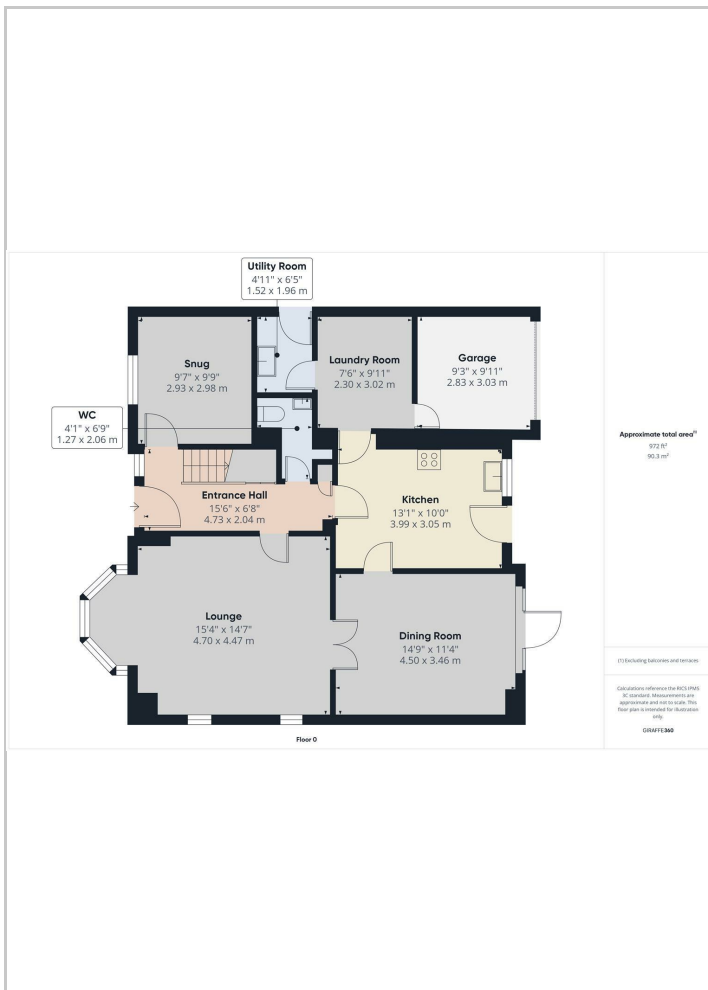 Utility Room
4'11" x 6'5"
1.52 x 1.96 m
Snug
9'7" x 9'9"
2.93 x 2.98 m
Laundry Room
7'6" x 9'11"
2.30 x 3.02 m
Garage
9'3" x 9'11"
2.83 x 3.03 m
WC
4'1" x 6'9"
1.27 x 2.06 m
Entrance Hall
15'6" x 6'8"
4.73 x 2.04 m
Kitchen
13'1" x 10'0"
3.99 x 3.05 m
Lounge
15'4" x 14'7"
4.70 x 4.47 m
Dining Room
14'9" x 11'4"
4.50 x 3.46 m
Floor 0
Approximate total area⁽¹⁾
972 ft²
90.3 m²
(1) Excluding balconies and terraces
Calculations reference the RICS IPMS
3C standard. Measurements are
approximate and not to scale. This
floor plan is intended for illustration
only.
GIRAFFE360